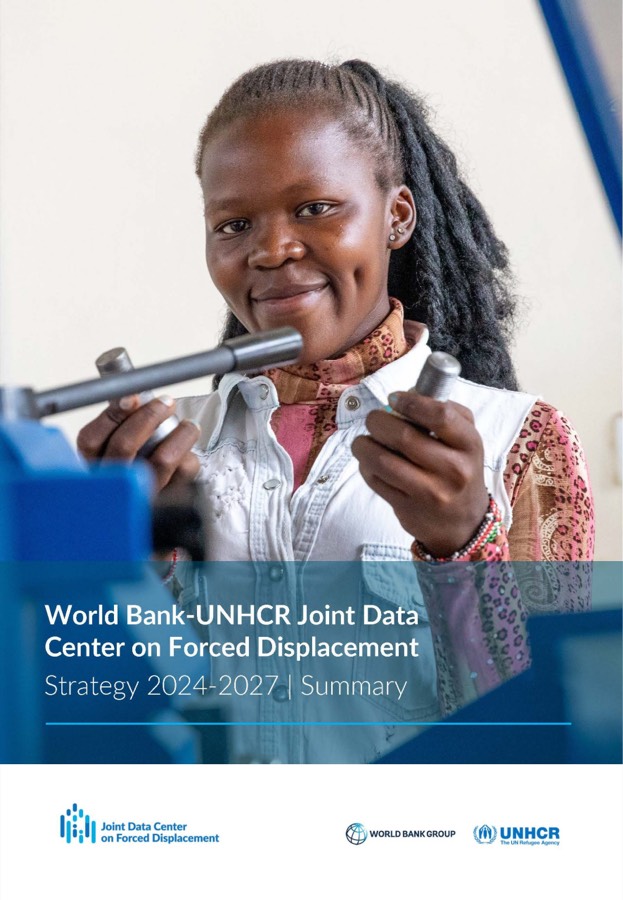 World Bank-UNHCR Joint Data
Center on Forced Displacement
Strategy 2024-2027 | Summary
Joint Data Center
on Forced Displacement
WORLD BANK GROUP
UNHCR
The UN Refugee Agency